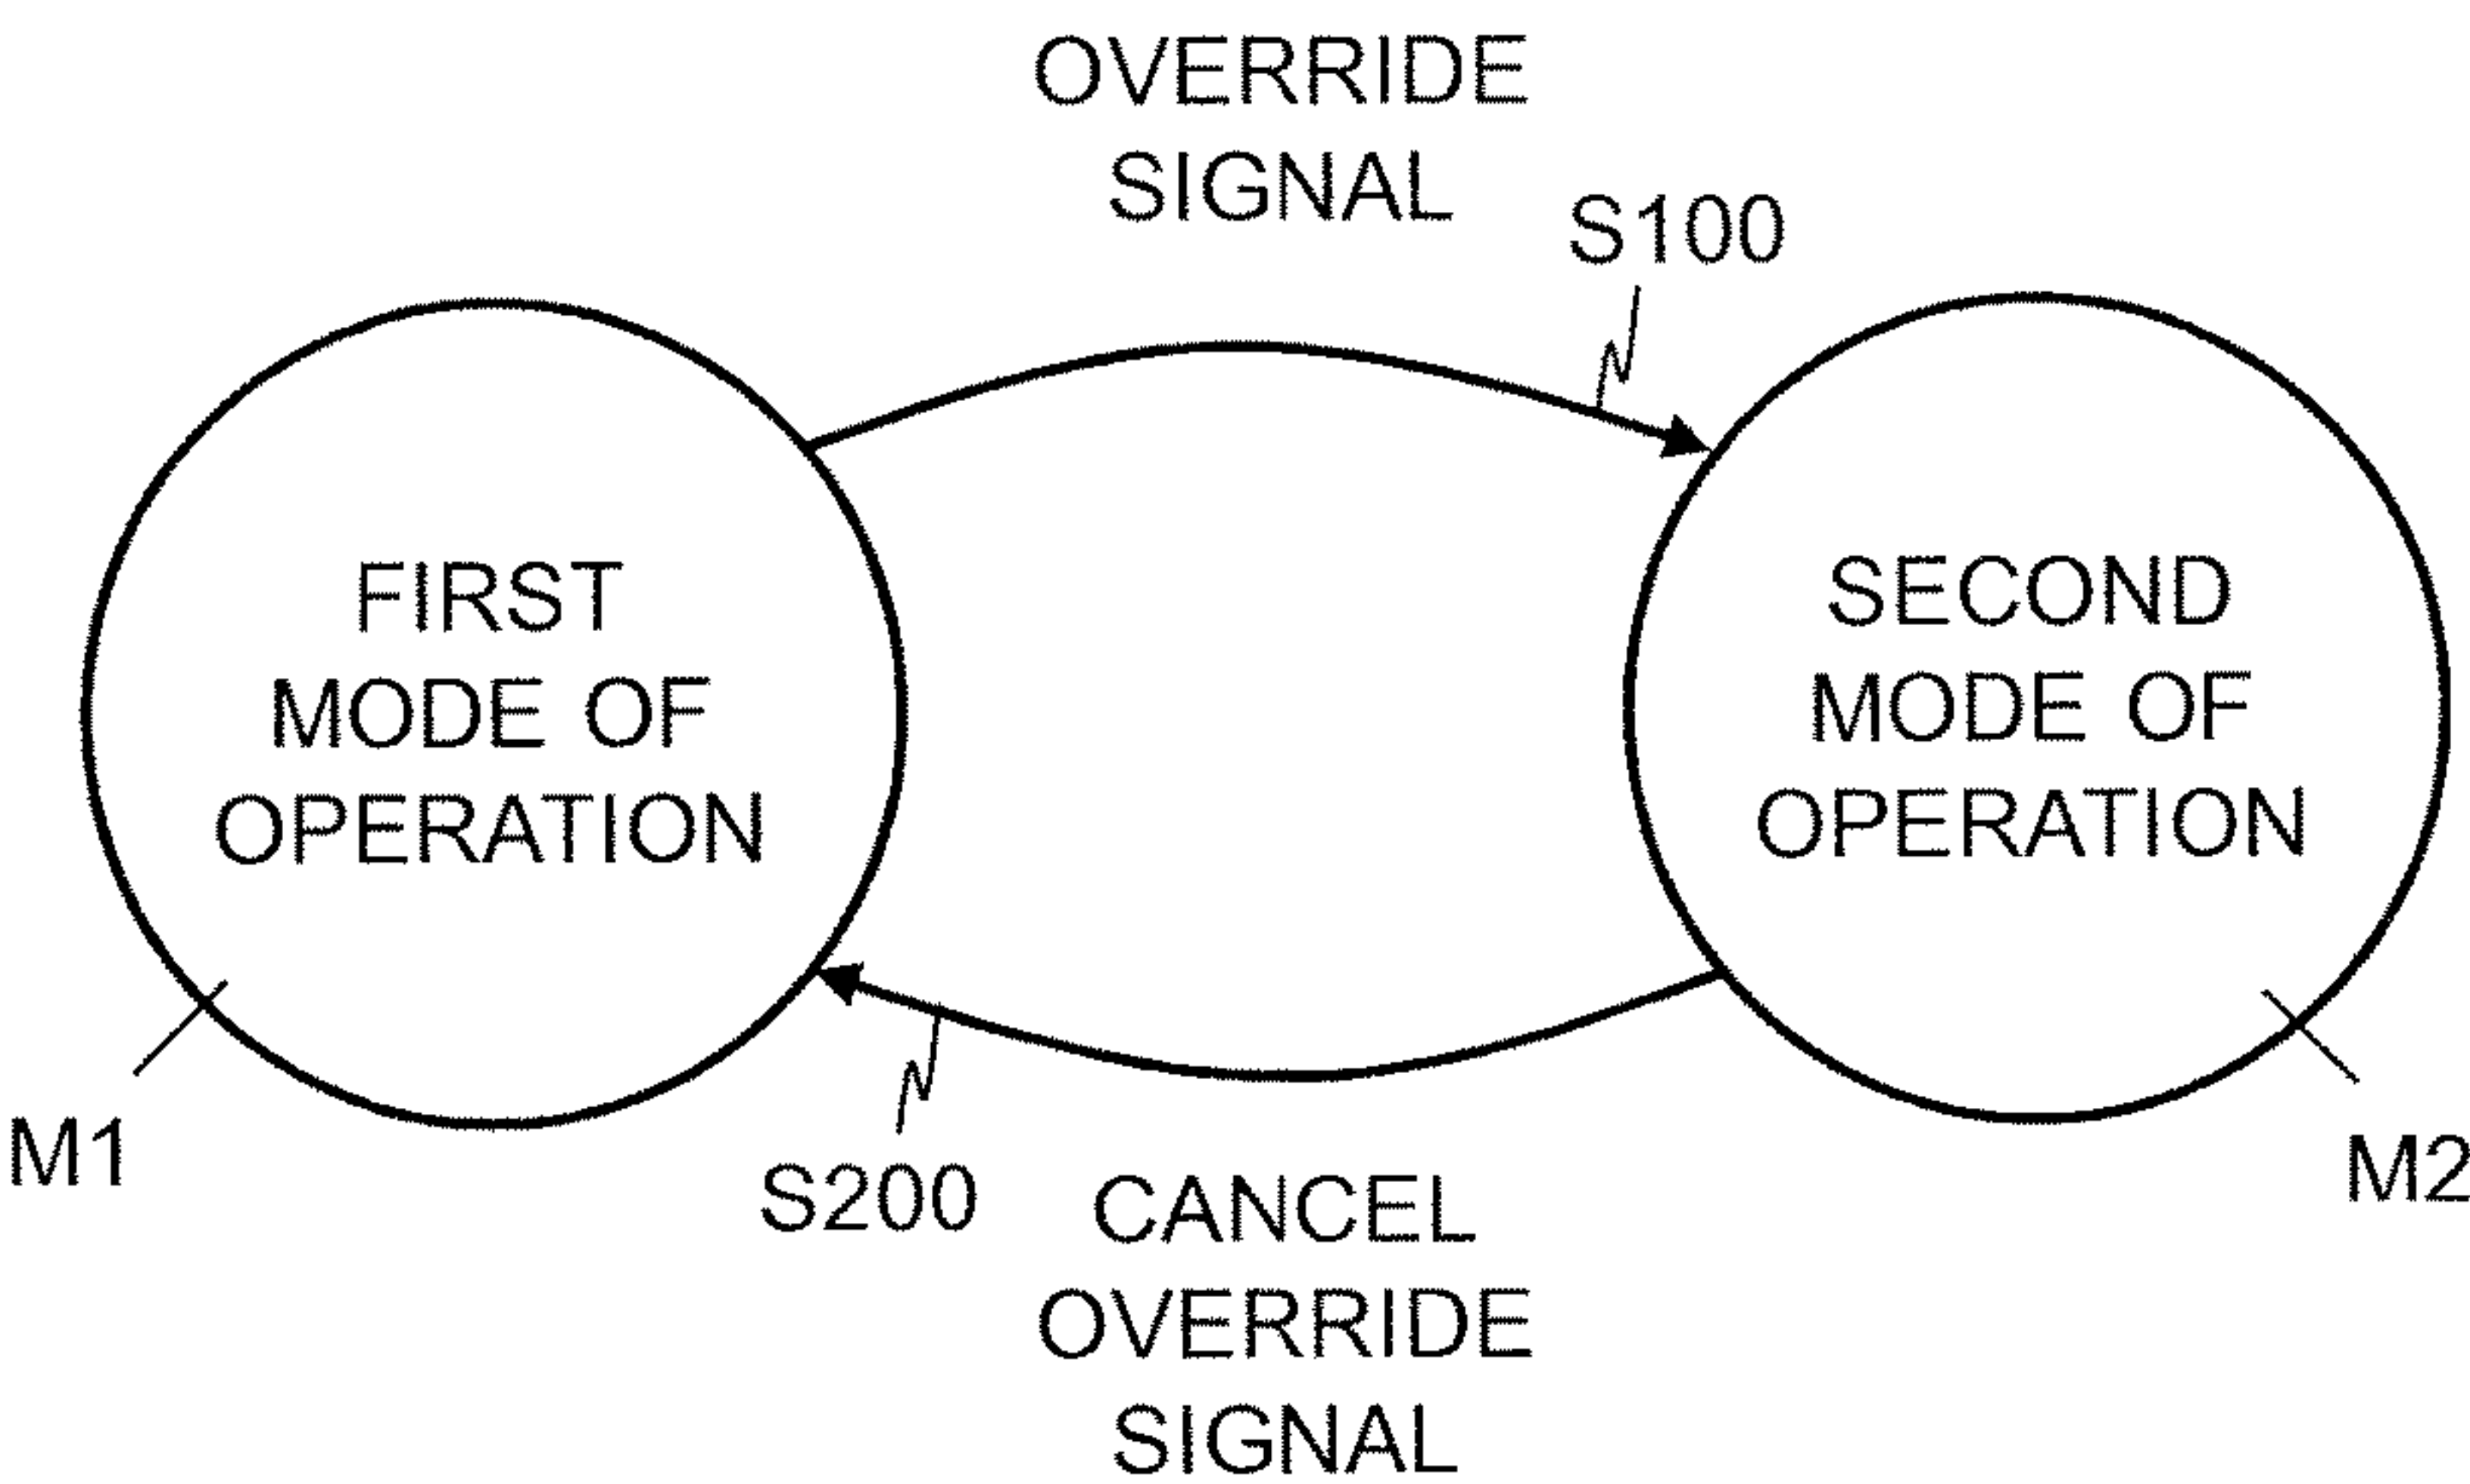 OVERRIDE
SIGNAL
S100
FIRST
MODE OF
OPERATION
SECOND
MODE OF
OPERATION
M1
M2
S200
CANCEL
OVERRIDE
SIGNAL